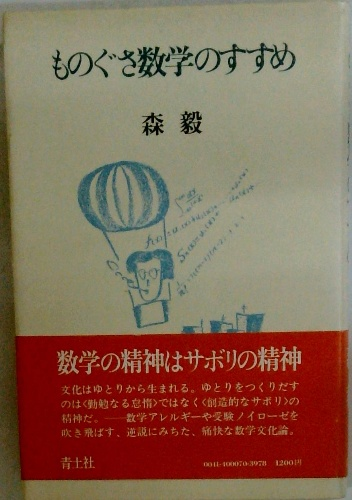 ものぐさ数学のすすめ
森 毅
数学の精神はサボリの精神
文化はゆとりから生まれる。ゆとりをつくりだす
のは〈勤勉なる怠惰〉ではなく〈創造的なサボリ〉の
精神だ。——数学アレルギーや受験ノイローゼを
吹き飛ばす、逆説にみちた、痛快な数学文化論。
青土社
0041-400070-3978 1200円